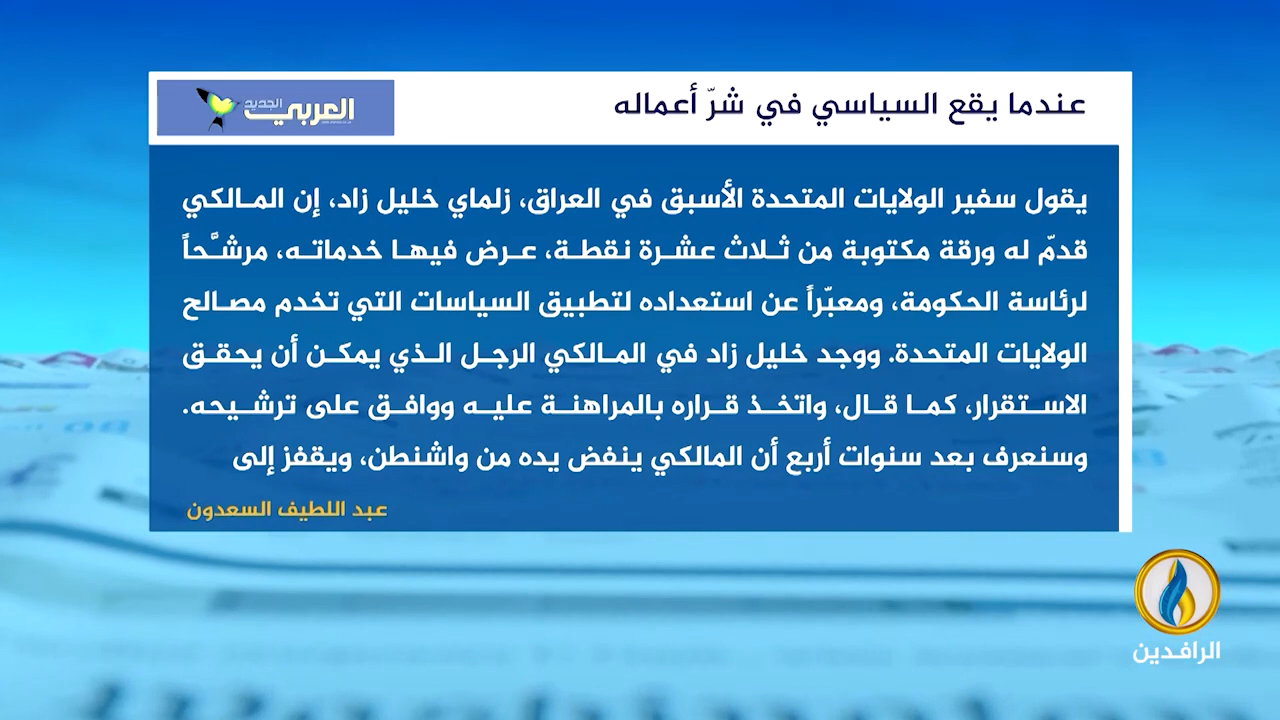 عندما يقع السياسي في شرّ أعماله
العربي الجديد
يقول سفير الولايات المتحدة الأسبق في العراق، زلماي خليل زاد، إن المالكي
قدمّ له ورقة مكتوبة من ثلاث عشرة نقطة، عرض فيها خدماته، مرشَّحاً
لرئاسة الحكومة، ومعبّراً عن استعداده لتطبيق السياسات التي تخدم مصالح
الولايات المتحدة. ووجد خليل زاد في المالكي الرجل الذي يمكن أن يحقق
الاستقرار، كما قال، واتخذ قراره بالمراهنة عليه ووافق على ترشيحه.
وسنعرف بعد سنوات أربع أن المالكي ينفض يده من واشنطن، ويقفز إلى
عبد اللطيف السعدون
الرافدين